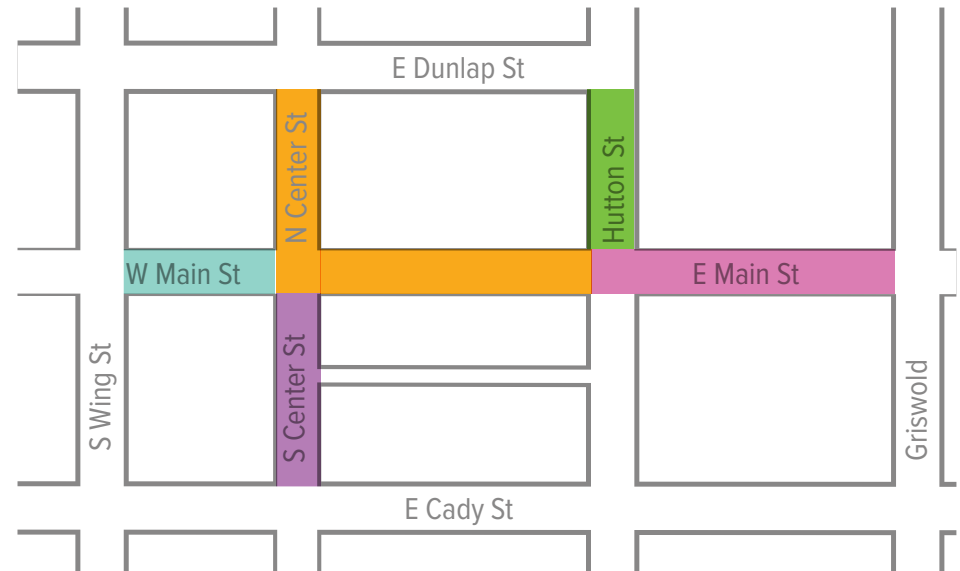 E Dunlap St
N Center St
Hutton St
W Main St
E Main St
S Wing St
S Center St
Griswold
E Cady St